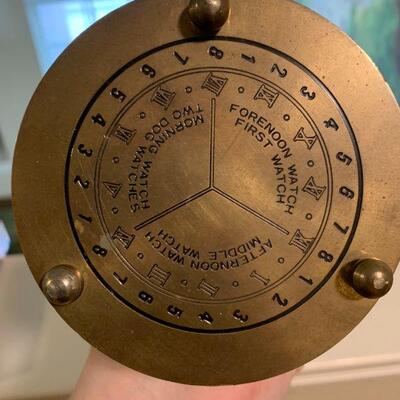 FORENOON WATCH
FIRST WATCH
AFTERNOON WATCH
MIDDLE WATCH
MORNING WATCH
TWO DOG
WATCHES
VIII IX X XI XII I II III IIII V VI VII
8 1 2 3 4 5 6 7 8 1 2 3 4 5 6 7 8 1 2 3 4 5 6 7